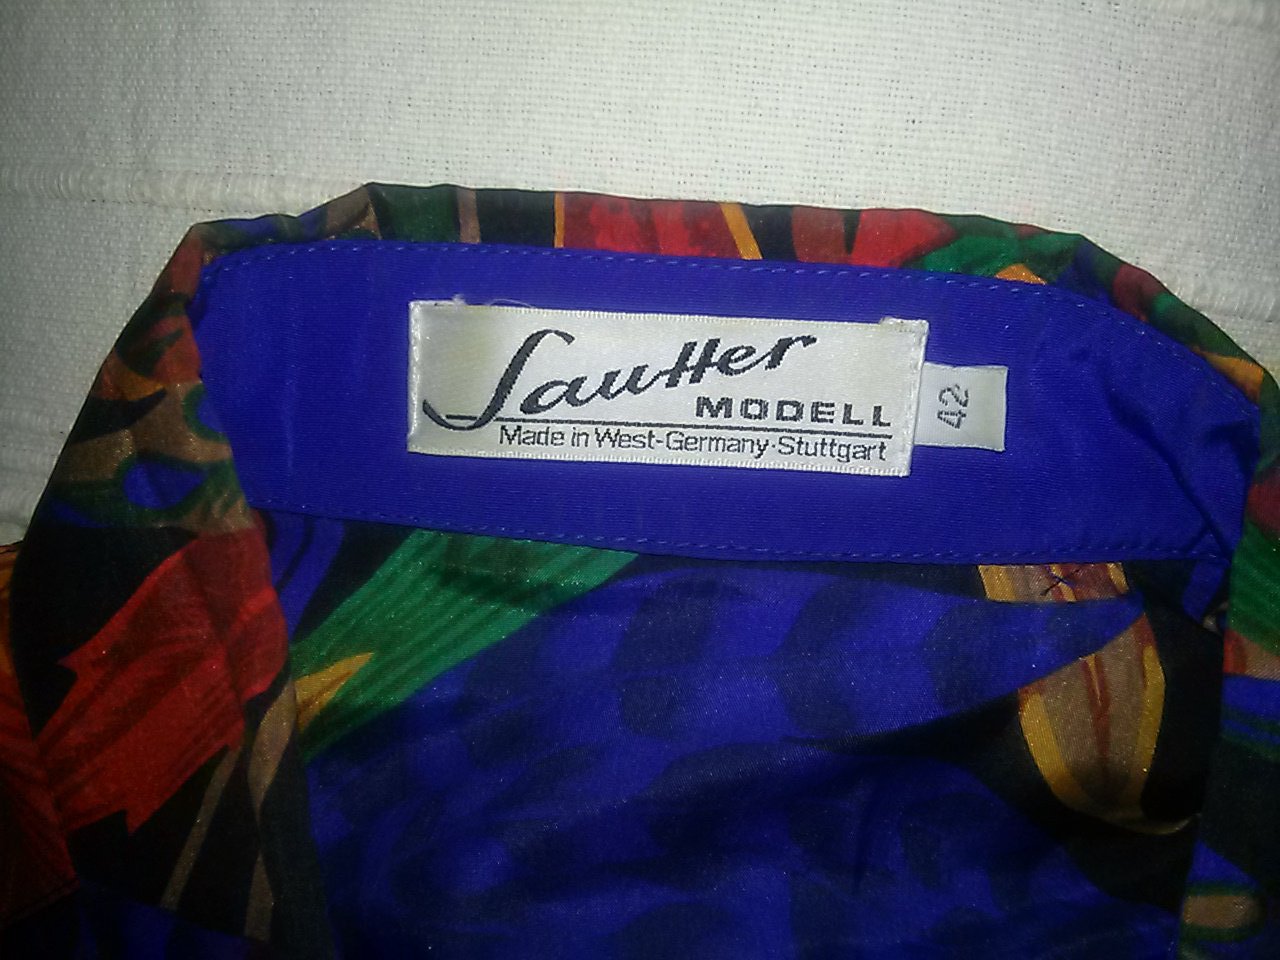 Sautter
MODELL
Made in West-Germany·Stuttgart
42